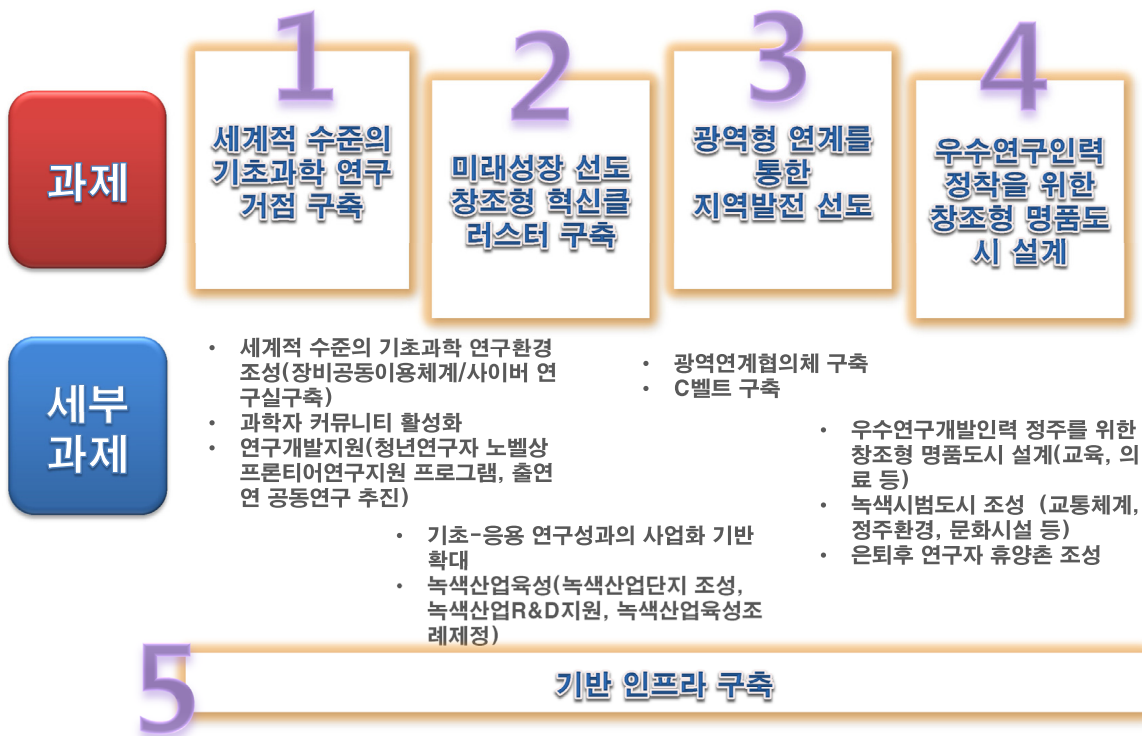 과제
1
세계적 수준의
기초과학 연구
거점 구축
2
미래성장 선도
창조형 혁신클
러스터 구축
3
광역형 연계를
통한
지역발전 선도
4
우수연구인력
정착을 위한
창조형 명품도
시 설계
세부
과제
• 세계적 수준의 기초과학 연구환경
조성(장비공동이용체계/사이버 연
구실구축)
• 과학자 커뮤니티 활성화
• 연구개발지원(청년연구자 노벨상
프론티어연구지원 프로그램, 출연
연 공동연구 추진)
• 기초-응용 연구성과의 사업화 기반
확대
• 녹색산업육성(녹색산업단지 조성,
녹색산업R&D지원, 녹색산업육성조
례제정)
• 광역연계협의체 구축
• C벨트 구축
• 우수연구개발인력 정주를 위한
창조형 명품도시 설계(교육, 의
료 등)
• 녹색시범도시 조성 (교통체계,
정주환경, 문화시설 등)
• 은퇴후 연구자 휴양촌 조성
5
기반 인프라 구축